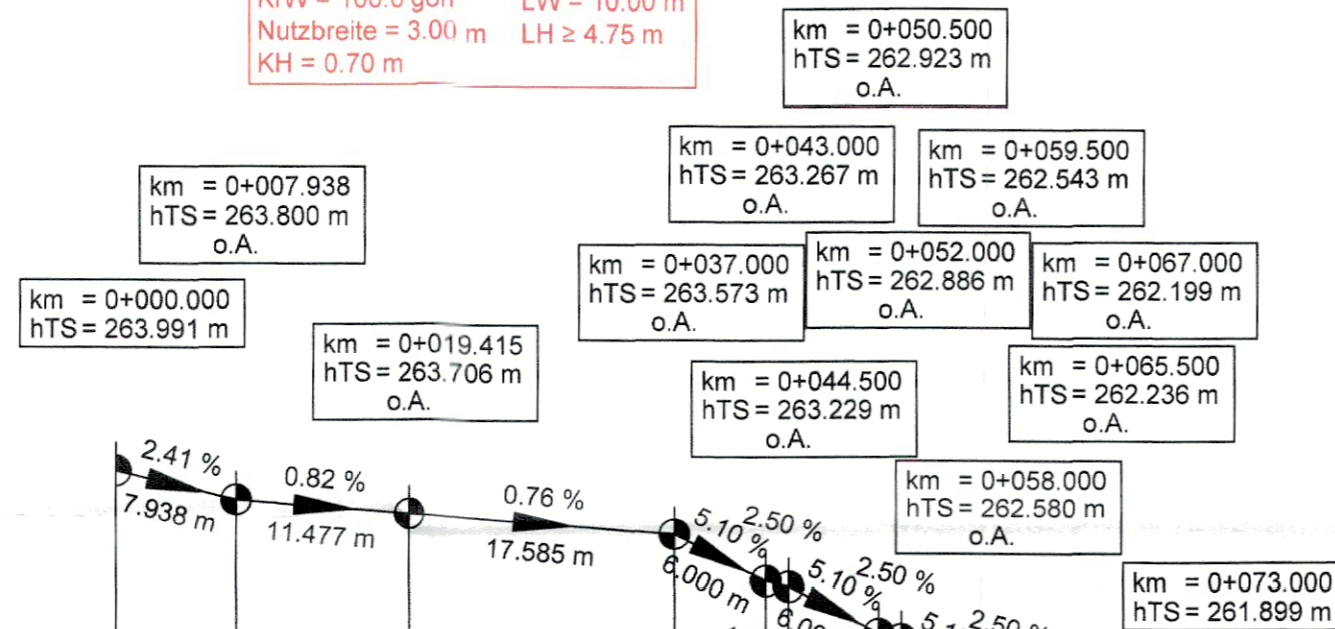 Nutzbreite = 3.00 m LH ≥ 4.75 m
KH = 0.70 m
km = 0+050.500
hTS = 262.923 m
o.A.
km = 0+043.000
hTS = 263.267 m
o.A.
km = 0+059.500
hTS = 262.543 m
o.A.
km = 0+007.938
hTS = 263.800 m
o.A.
km = 0+037.000
hTS = 263.573 m
o.A.
km = 0+052.000
hTS = 262.886 m
o.A.
km = 0+067.000
hTS = 262.199 m
o.A.
km = 0+000.000
hTS = 263.991 m
km = 0+019.415
hTS = 263.706 m
o.A.
km = 0+044.500
hTS = 263.229 m
o.A.
km = 0+065.500
hTS = 262.236 m
o.A.
km = 0+058.000
hTS = 262.580 m
o.A.
km = 0+073.000
hTS = 261.899 m
2.41 %
7.938 m
0.82 %
11.477 m
0.76 %
17.585 m
5.10 %
6.000 m
2.50 %
5.10 %
2.50 %
2.50 %